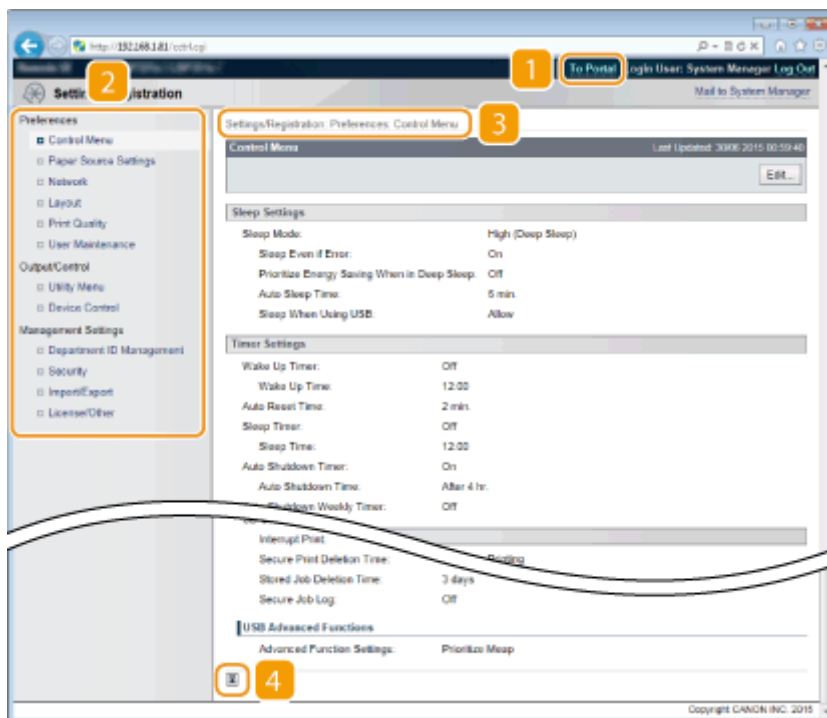 http://192.168.1.81/
1
To Portal Login User: System Manager Log Out
2
Mail to System Manager
Preferences
Control Menu
Paper Source Settings
Network
Layout
Print Quality
User Maintenance
Output/Control
Utility Menu
Device Control
Management Settings
Department ID Management
Security
Import/Export
License/Other
Settings/Registration: Preferences: Control Menu
3
Control Menu
Last Updated: 2015 00:59:40
Edit...
Sleep Settings
Sleep Mode: High (Deep Sleep)
Sleep Even if Error: On
Prioritize Energy Saving When in Deep Sleep: Off
Auto Sleep Time: 5 min.
Sleep When Using USB: Allow
Timer Settings
Wake Up Timer: Off
Wake Up Time: 12:00
Auto Reset Time: 2 min.
Sleep Timer: Off
Sleep Time: 12:00
Auto Shutdown Timer: On
Auto Shutdown Time: After 4 hr.
Shutdown Weekly Timer: Off
Interrupt Print
Secure Print Deletion Time: Printing
Stored Job Deletion Time: 3 days
Secure Job Log: Off
USB Advanced Functions
Advanced Function Settings: Prioritize Meap
4
Copyright CANON INC. 2015